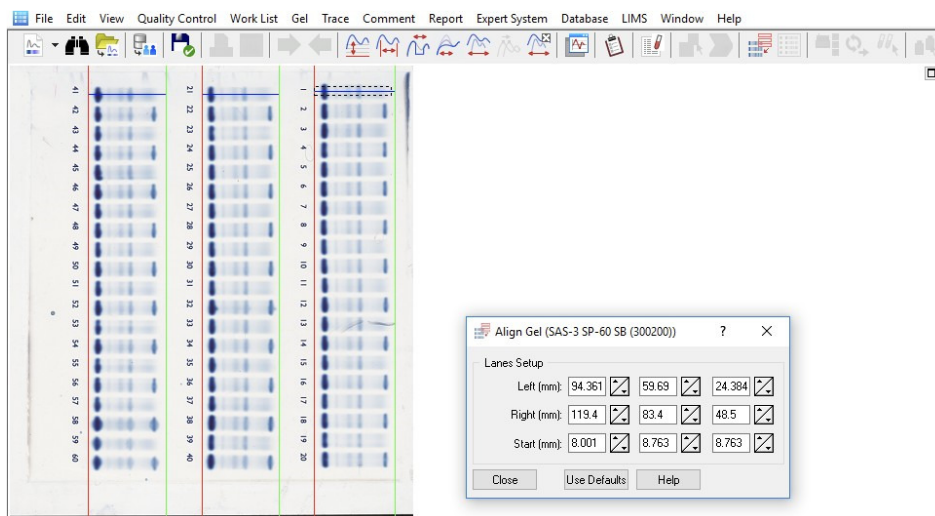 File Edit View Quality Control Work List Gel Trace Comment Report Expert System Database LIMS Window Help
41 21 1
42 22 2
43 23 3
44 24 4
45 25 5
46 26 6
47 27 7
48 28 8
49 29 9
50 30 10
51 31 11
52 32 12
53 33 13
54 34 14
55 35 15
56 36 16
57 37 17
58 38 18
59 39 19
60 40 20
Align Gel (SAS-3 SP-60 SB (300200)) ?
Lanes Setup
Left (mm): 94.361 59.69 24.384
Right (mm): 119.4 83.4 48.5
Start (mm): 8.001 8.763 8.763
Close Use Defaults Help